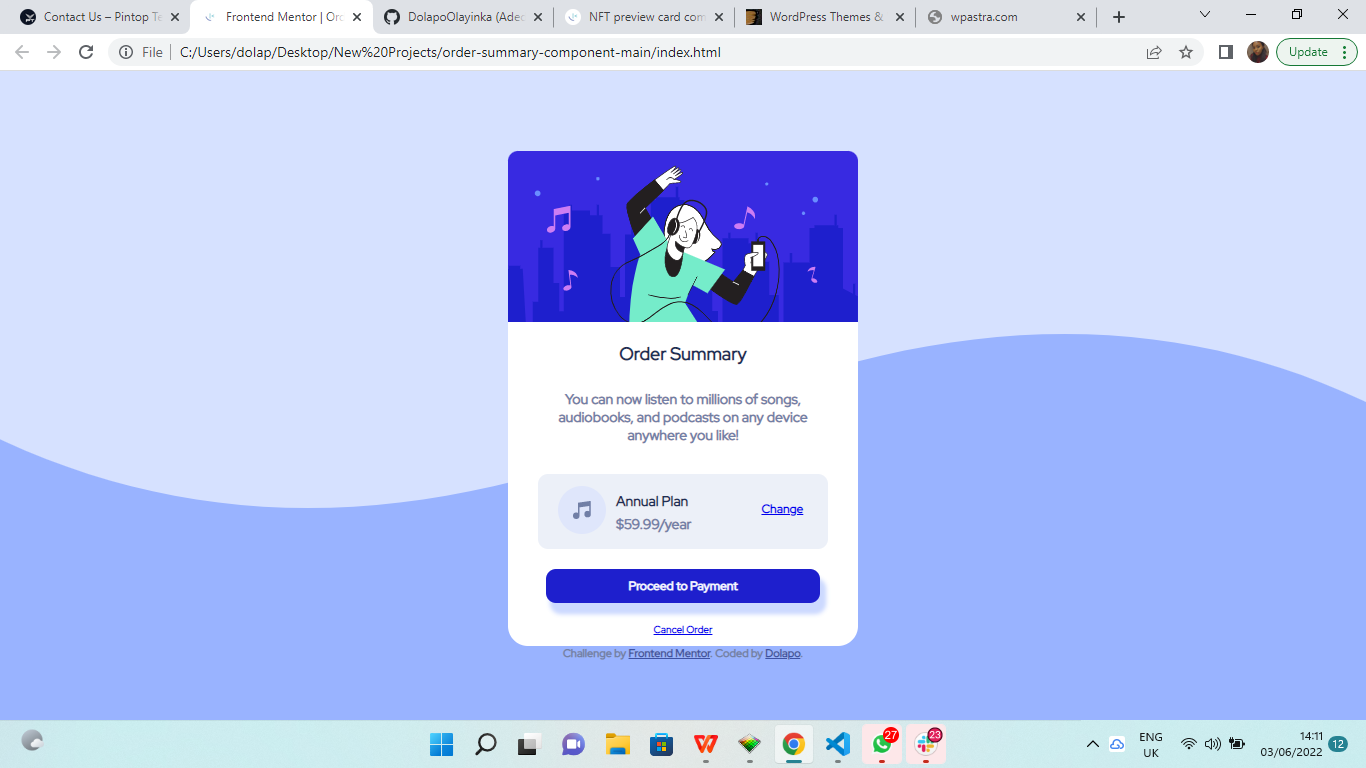 Contact Us – Pintop Te
Frontend Mentor | Ord
DolapoOlayinka (Adeo
NFT preview card com
WordPress Themes &
wpastra.com
File
C:/Users/dolap/Desktop/New%20Projects/order-summary-component-main/index.html
Update
Order Summary
You can now listen to millions of songs,
audiobooks, and podcasts on any device
anywhere you like!
Annual Plan
$59.99/year
Change
Proceed to Payment
Cancel Order
Challenge by Frontend Mentor. Coded by Dolapo.
27
23
ENG
UK
14:11
03/06/2022
12